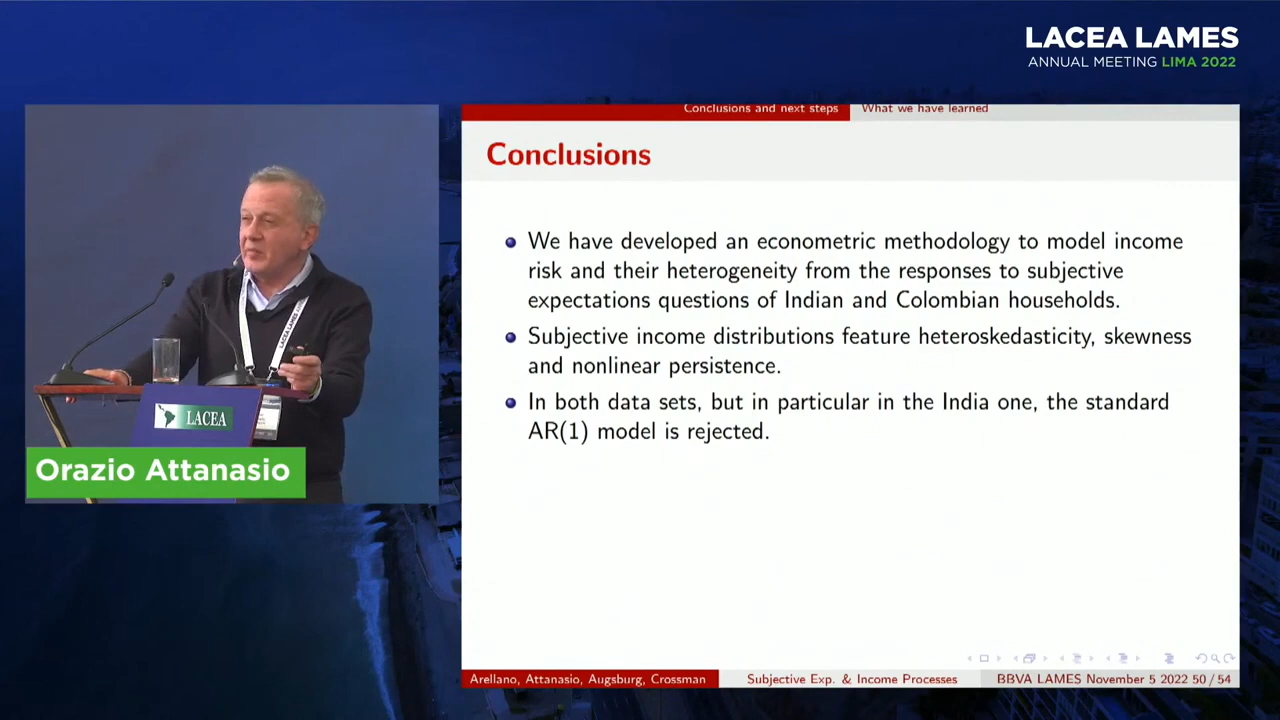 LACEA LAMES
ANNUAL MEETING LIMA 2022
Conclusions and next steps
What we have learned
Conclusions
We have developed an econometric methodology to model income
risk and their heterogeneity from the responses to subjective
expectations questions of Indian and Colombian households.
Subjective income distributions feature heteroskedasticity, skewness
and nonlinear persistence.
In both data sets, but in particular in the India one, the standard
AR(1) model is rejected.
LACEA LAMES
LACEA
Orazio Attanasio
Arellano, Attanasio, Augsburg, Crossman
Subjective Exp. & Income Processes
BBVA LAMES November 5 2022 50 / 54